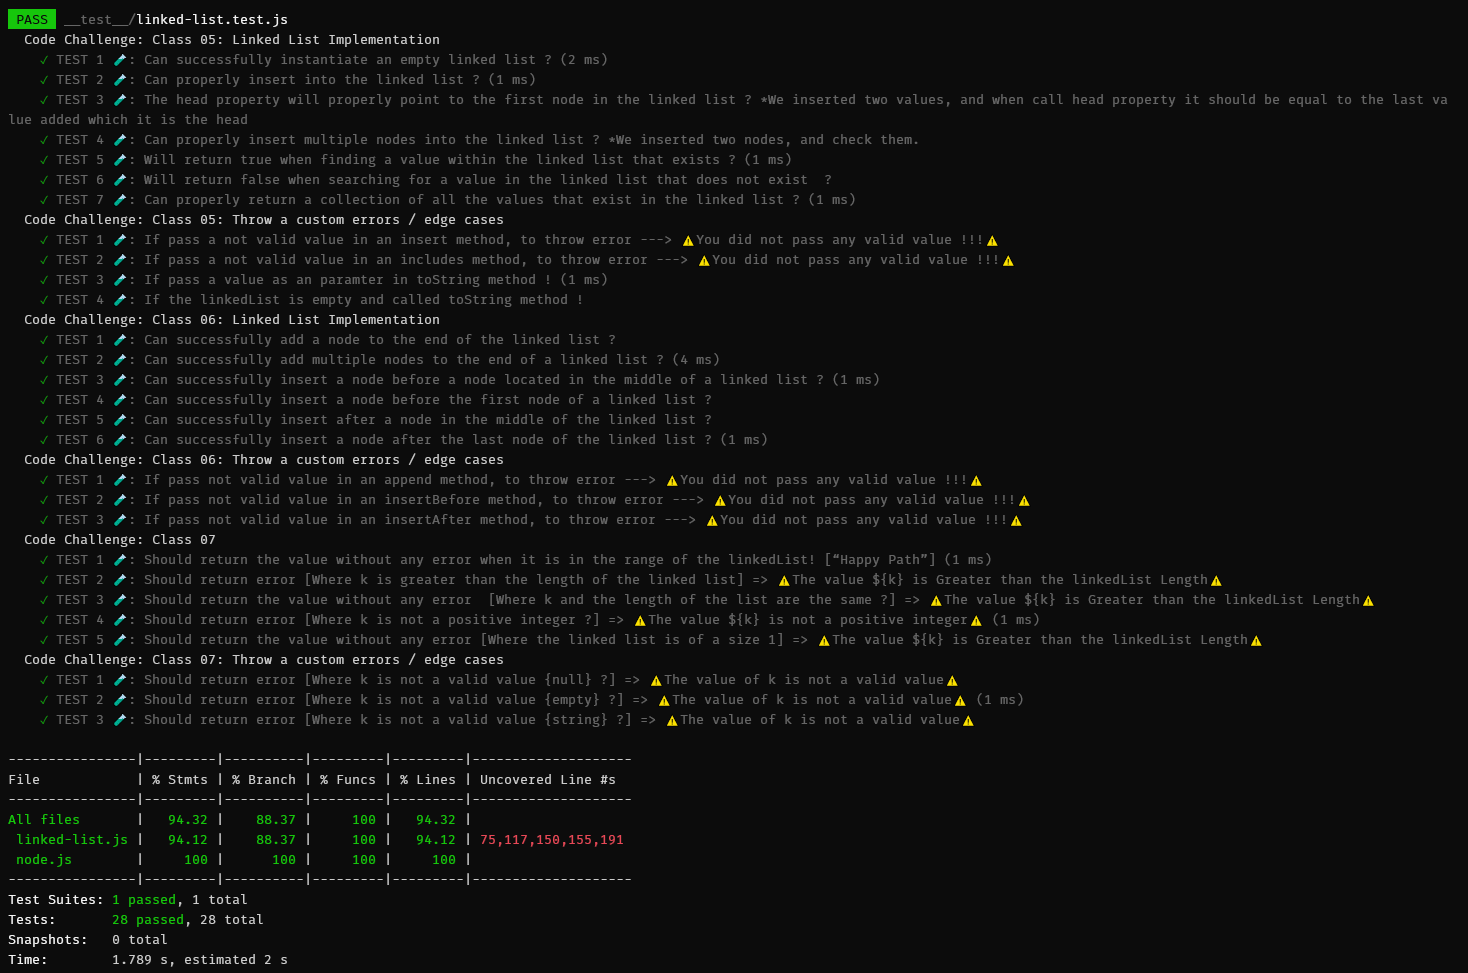 PASS __test__/linked-list.test.js
Code Challenge: Class 05: Linked List Implementation
✓ TEST 1 🧪: Can successfully instantiate an empty linked list ? (2 ms)
✓ TEST 2 🧪: Can properly insert into the linked list ? (1 ms)
✓ TEST 3 🧪: The head property will properly point to the first node in the linked list ? *We inserted two values, and when call head property it should be equal to the last va
lue added which it is the head
✓ TEST 4 🧪: Can properly insert multiple nodes into the linked list ? *We inserted two nodes, and check them.
✓ TEST 5 🧪: Will return true when finding a value within the linked list that exists ? (1 ms)
✓ TEST 6 🧪: Will return false when searching for a value in the linked list that does not exist  ?
✓ TEST 7 🧪: Can properly return a collection of all the values that exist in the linked list ? (1 ms)
Code Challenge: Class 05: Throw a custom errors / edge cases
✓ TEST 1 🧪: If pass a not valid value in an insert method, to throw error ---> ⚠You did not pass any valid value !!!⚠
✓ TEST 2 🧪: If pass a not valid value in an includes method, to throw error ---> ⚠You did not pass any valid value !!!⚠
✓ TEST 3 🧪: If pass a value as an paramter in toString method ! (1 ms)
✓ TEST 4 🧪: If the linkedList is empty and called toString method !
Code Challenge: Class 06: Linked List Implementation
✓ TEST 1 🧪: Can successfully add a node to the end of the linked list ?
✓ TEST 2 🧪: Can successfully add multiple nodes to the end of a linked list ? (4 ms)
✓ TEST 3 🧪: Can successfully insert a node before a node located in the middle of a linked list ? (1 ms)
✓ TEST 4 🧪: Can successfully insert a node before the first node of a linked list ?
✓ TEST 5 🧪: Can successfully insert after a node in the middle of the linked list ?
✓ TEST 6 🧪: Can successfully insert a node after the last node of the linked list ? (1 ms)
Code Challenge: Class 06: Throw a custom errors / edge cases
✓ TEST 1 🧪: If pass not valid value in an append method, to throw error ---> ⚠You did not pass any valid value !!!⚠
✓ TEST 2 🧪: If pass not valid value in an insertBefore method, to throw error ---> ⚠You did not pass any valid value !!!⚠
✓ TEST 3 🧪: If pass not valid value in an insertAfter method, to throw error ---> ⚠You did not pass any valid value !!!⚠
Code Challenge: Class 07
✓ TEST 1 🧪: Should return the value without any error when it is in the range of the linkedList! [“Happy Path”] (1 ms)
✓ TEST 2 🧪: Should return error [Where k is greater than the length of the linked list] => ⚠The value ${k} is Greater than the linkedList Length⚠
✓ TEST 3 🧪: Should return the value without any error  [Where k and the length of the list are the same ?] => ⚠The value ${k} is Greater than the linkedList Length⚠
✓ TEST 4 🧪: Should return error [Where k is not a positive integer ?] => ⚠The value ${k} is not a positive integer⚠ (1 ms)
✓ TEST 5 🧪: Should return the value without any error [Where the linked list is of a size 1] => ⚠The value ${k} is Greater than the linkedList Length⚠
Code Challenge: Class 07: Throw a custom errors / edge cases
✓ TEST 1 🧪: Should return error [Where k is not a valid value {null} ?] => ⚠The value of k is not a valid value⚠
✓ TEST 2 🧪: Should return error [Where k is not a valid value {empty} ?] => ⚠The value of k is not a valid value⚠ (1 ms)
✓ TEST 3 🧪: Should return error [Where k is not a valid value {string} ?] => ⚠The value of k is not a valid value⚠
----------------|---------|----------|---------|---------|--------------------
File            | % Stmts | % Branch | % Funcs | % Lines | Uncovered Line #s
----------------|---------|----------|---------|---------|--------------------
All files       |   94.32 |    88.37 |     100 |   94.32 |
 linked-list.js |   94.12 |    88.37 |     100 |   94.12 | 75,117,150,155,191
 node.js        |     100 |      100 |     100 |     100 |
----------------|---------|----------|---------|---------|--------------------
Test Suites: 1 passed, 1 total
Tests:       28 passed, 28 total
Snapshots:   0 total
Time:        1.789 s, estimated 2 s